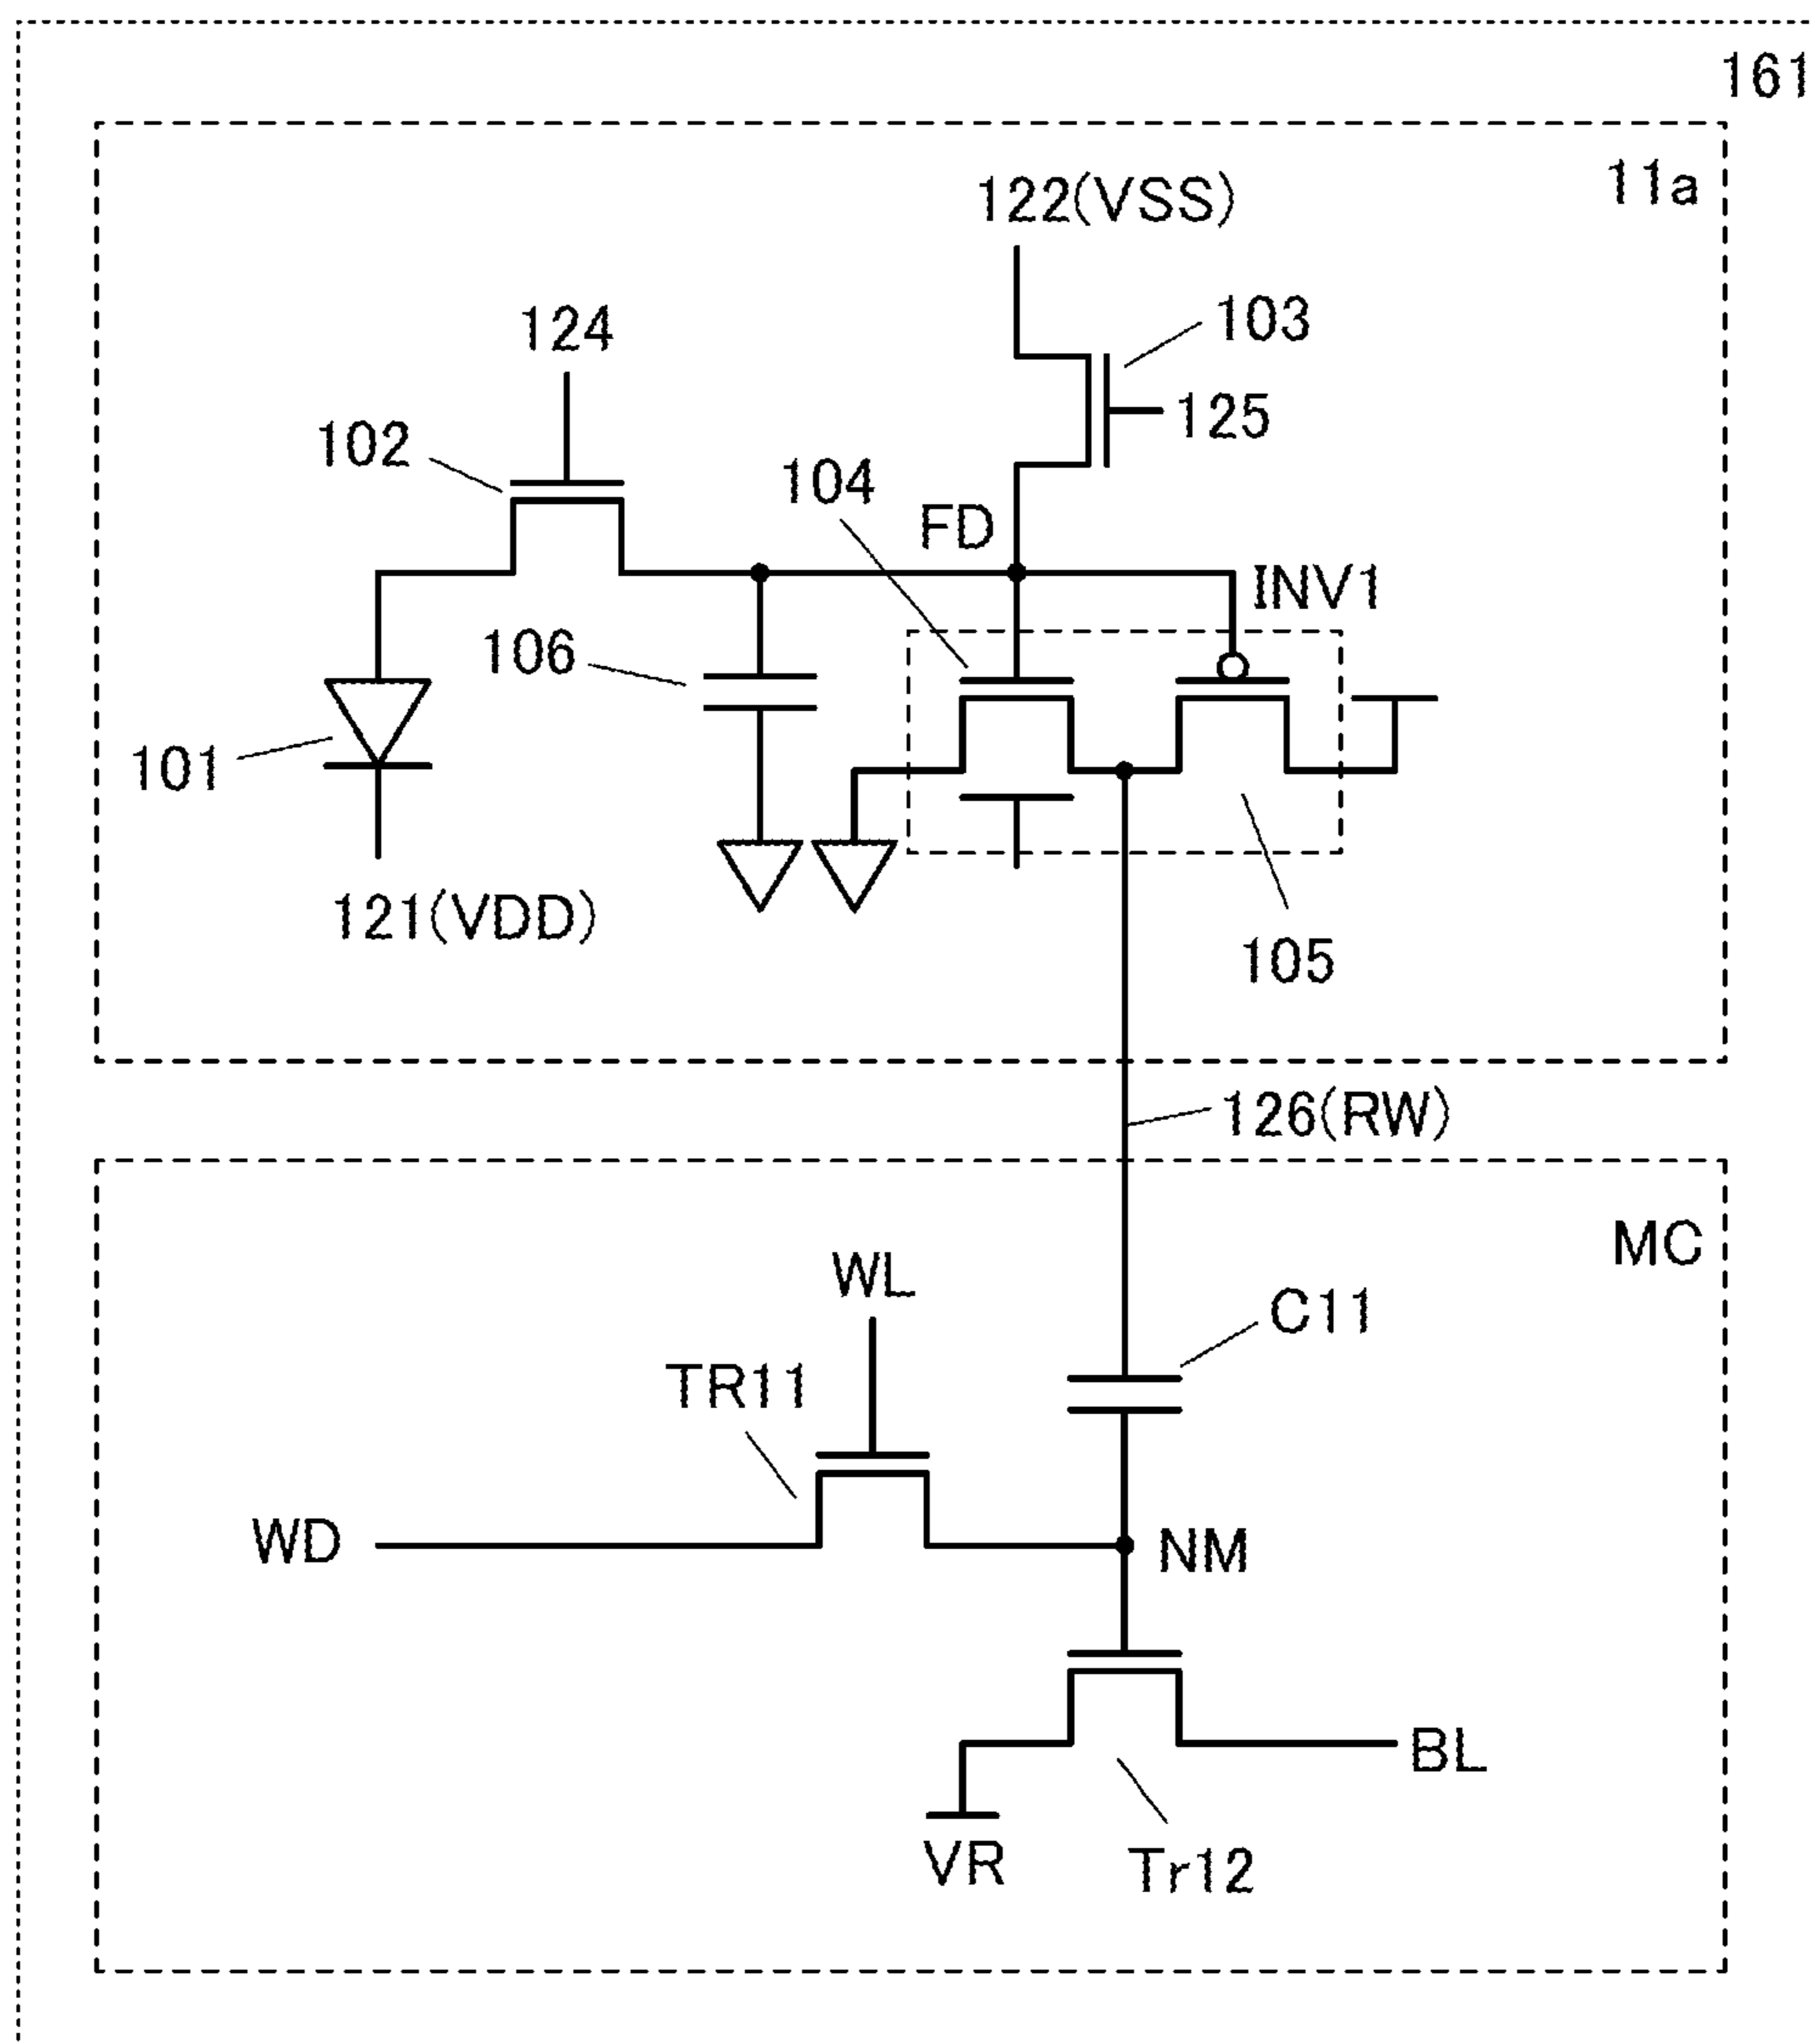 161
11a
122(VSS)
103
124
125
102
104
FD
INV1
106
101
121(VDD)
105
126(RW)
MC
WL
C11
TR11
WD
NM
BL
VR
Tr12